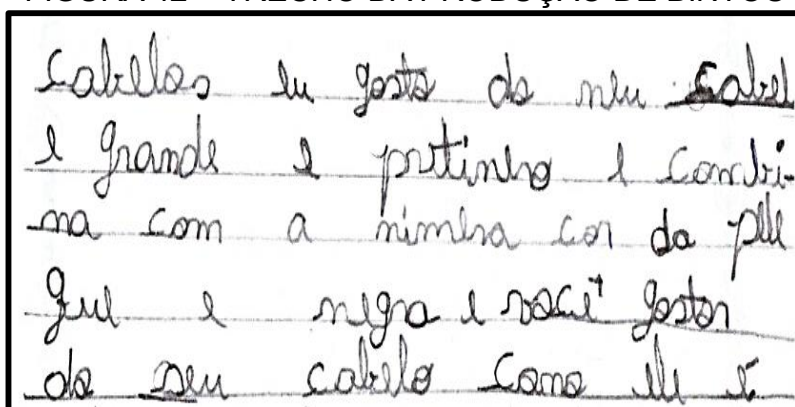 cabelos eu gosto do meu cabel
e grande e pretinho e combi-
na com a minha cor da pele
que e negra e você gosta
do seu cabelo como ele é